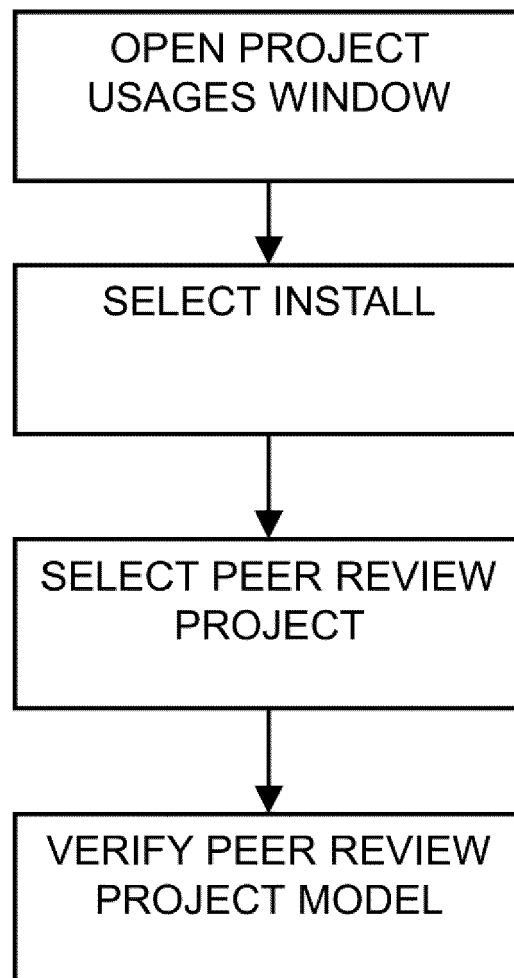 OPEN PROJECT
USAGES WINDOW
SELECT INSTALL
SELECT PEER REVIEW
PROJECT
VERIFY PEER REVIEW
PROJECT MODEL